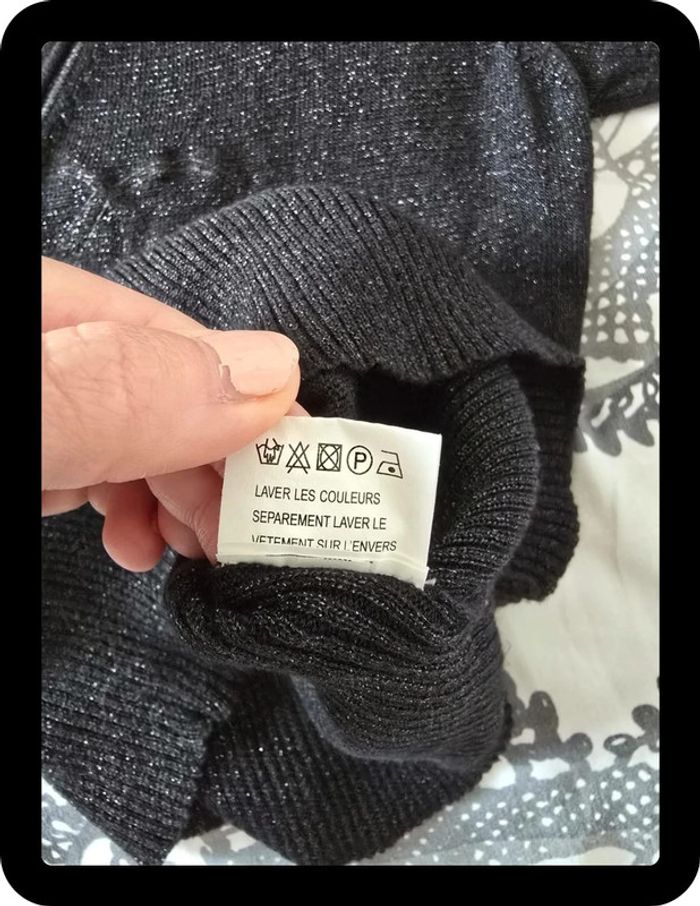 P
LAVER LES COULEURS
SEPAREMENT LAVER LE
VETEMENT SUR L'ENVERS